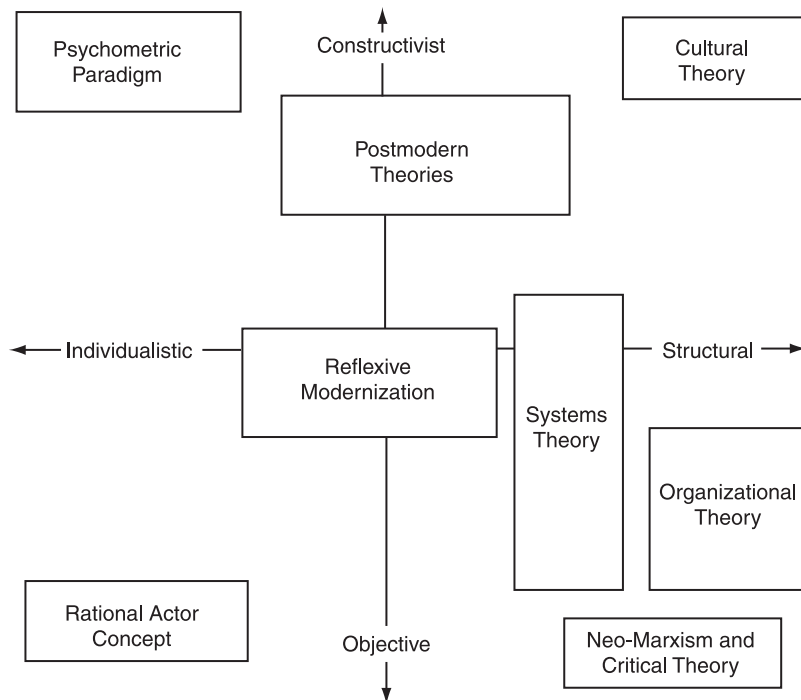 Psychometric
Paradigm
Constructivist
Cultural
Theory
Postmodern
Theories
Individualistic
Reflexive
Modernization
Structural
Systems
Theory
Organizational
Theory
Rational Actor
Concept
Objective
Neo-Marxism and
Critical Theory